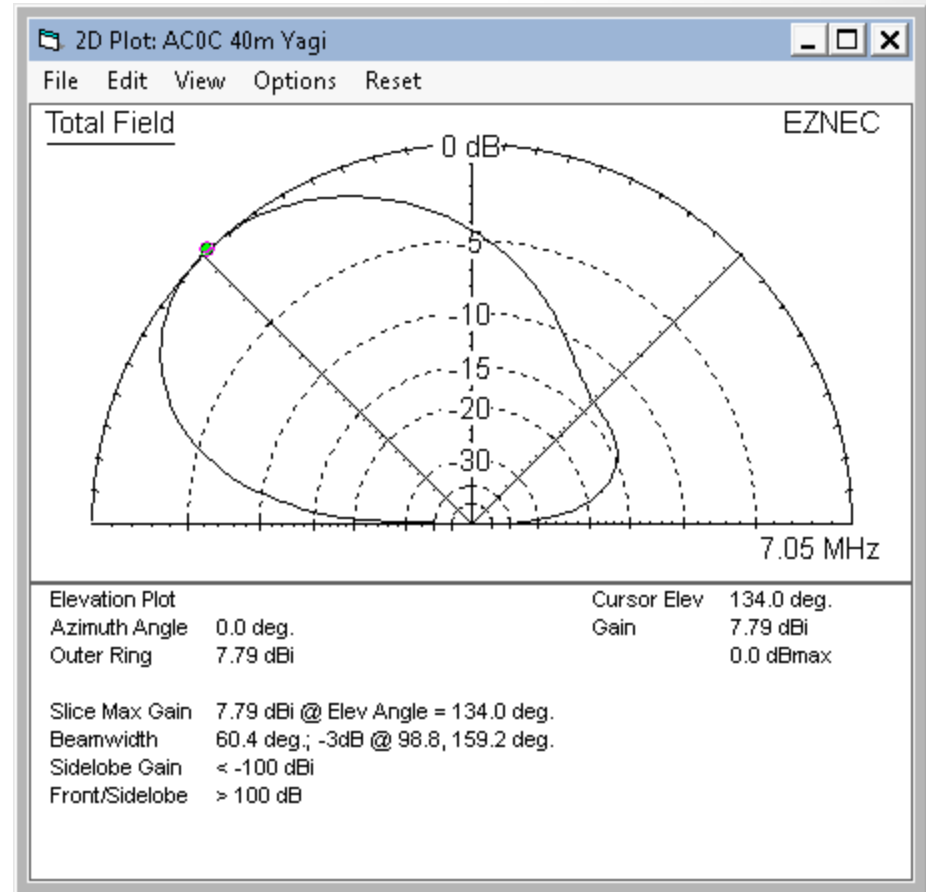 2D Plot: AC0C 40m Yagi
File Edit View Options Reset
Total Field
EZNEC
0 dB
-5
-10
-15
-20
-30
7.05 MHz
Elevation Plot
Cursor Elev 134.0 deg.
Azimuth Angle 0.0 deg.
Gain 7.79 dBi
Outer Ring 7.79 dBi
0.0 dBmax
Slice Max Gain 7.79 dBi @ Elev Angle = 134.0 deg.
Beamwidth 60.4 deg.; -3dB @ 98.8, 159.2 deg.
Sidelobe Gain < -100 dBi
Front/Sidelobe > 100 dB